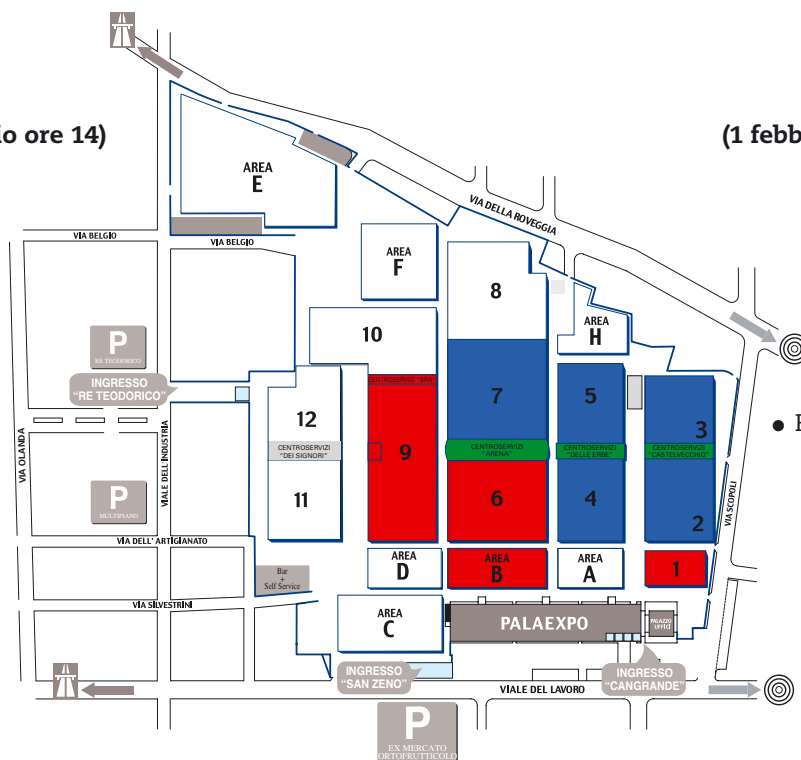 io ore 14)
(1 febb
AREA
E
VIA DELLA ROVEGGIA
VIA BELGIO
VIA BELGIO
AREA
F
8
AREA
H
10
P
RE TEODORICO
INGRESSO
"RE TEODORICO"
7
5
3
12
CENTROSERVIZI
"DEI SIGNORI"
9
CENTROSERVIZI
"ARENA"
CENTROSERVIZI
"DELLE ERBE"
CENTROSERVIZI
"CASTELVECCHIO"
VIA OLANDA
VIALE DELL'INDUSTRIA
P
MULTIPIANO
11
6
4
2
VIA SCOPOLI
VIA DELL' ARTIGIANATO
Bar
+
Self Service
AREA
D
AREA
B
AREA
A
1
VIA SILVESTRINI
AREA
C
PALAEXPO
PALAZZO
UFFICI
INGRESSO
"SAN ZENO"
INGRESSO
"CANGRANDE"
VIALE DEL LAVORO
P
EX MERCATO
ORTOFRUTTICOLO